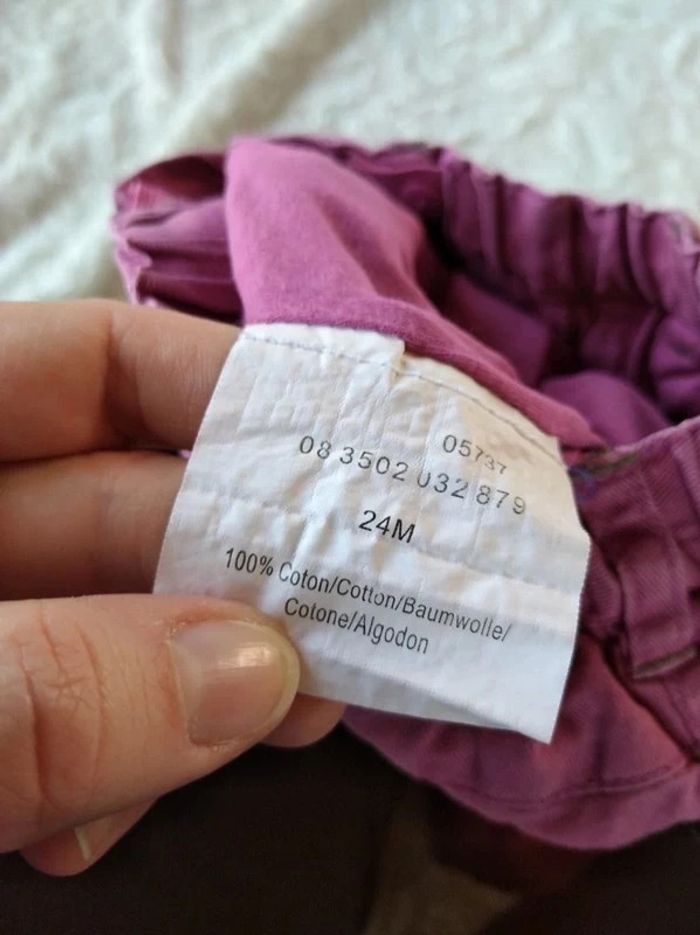 05737
08 3502 032 879
24M
100% Coton/Cotton/Baumwolle/
Cotone/Algodon